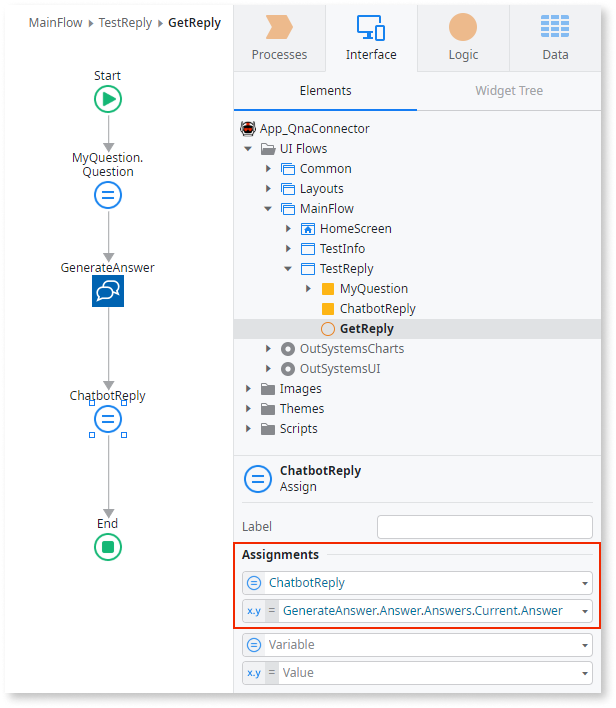 MainFlow ▸ TestReply ▸ GetReply
Start
MyQuestion.
Question
GenerateAnswer
ChatbotReply
End
Processes
Interface
Logic
Data
Elements
Widget Tree
App_QnaConnector
UI Flows
Common
Layouts
MainFlow
HomeScreen
TestInfo
TestReply
MyQuestion
ChatbotReply
GetReply
OutSystemsCharts
OutSystemsUI
Images
Themes
Scripts
ChatbotReply
Assign
Label
Assignments
ChatbotReply
x.y = GenerateAnswer.Answer.Answers.Current.Answer
Variable
x.y = Value